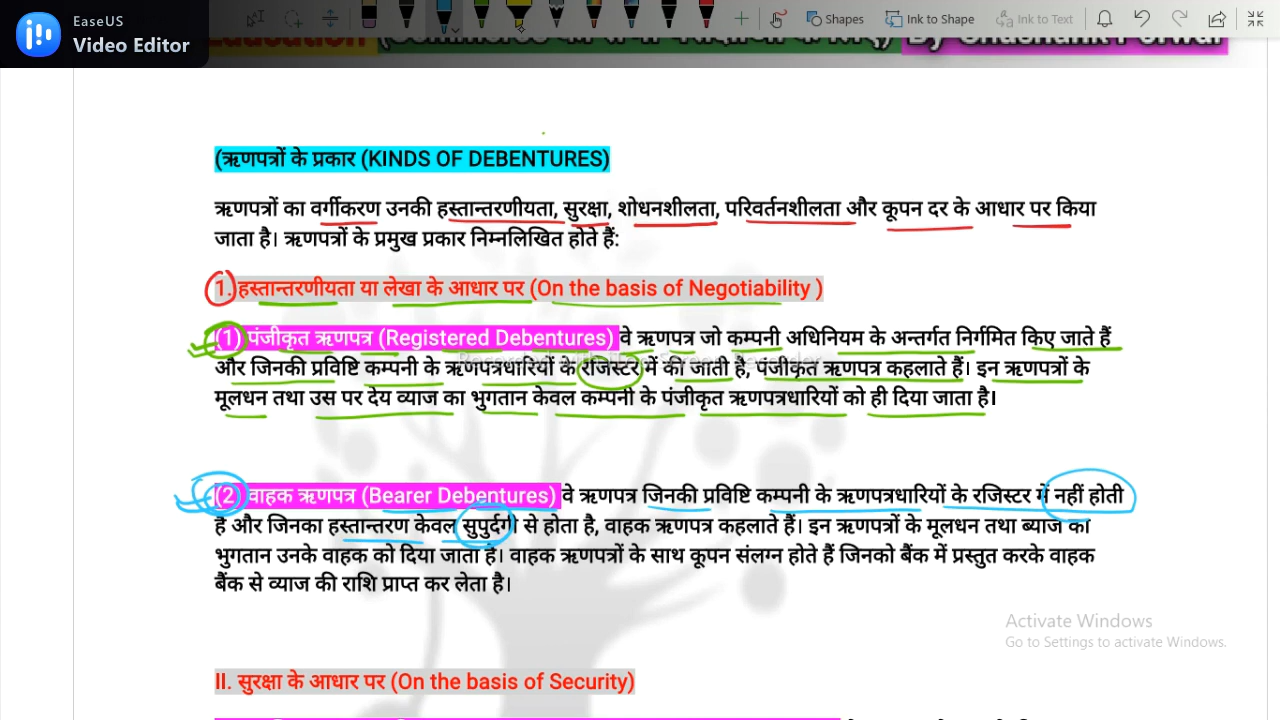 EaseUS
Video Editor
Shapes
Ink to Shape
Ink to Text
Education (Commerce By Shashank Porwal
(ऋणपत्रों के प्रकार (KINDS OF DEBENTURES)
ऋणपत्रों का वर्गीकरण उनकी हस्तान्तरणीयता, सुरक्षा, शोधनशीलता, परिवर्तनशीलता और कूपन दर के आधार पर किया
जाता है। ऋणपत्रों के प्रमुख प्रकार निम्नलिखित होते हैं:
1. हस्तान्तरणीयता या लेखा के आधार पर (On the basis of Negotiability )
(1) पंजीकृत ऋणपत्र (Registered Debentures) वे ऋणपत्र जो कम्पनी अधिनियम के अन्तर्गत निर्गमित किए जाते हैं
और जिनकी प्रविष्टि कम्पनी के ऋणपत्रधारियों के रजिस्टर में की जाती है, पंजीकृत ऋणपत्र कहलाते हैं। इन ऋणपत्रों के
मूलधन तथा उस पर देय व्याज का भुगतान केवल कम्पनी के पंजीकृत ऋणपत्रधारियों को ही दिया जाता है।
(2) वाहक ऋणपत्र (Bearer Debentures) वे ऋणपत्र जिनकी प्रविष्टि कम्पनी के ऋणपत्रधारियों के रजिस्टर में नहीं होती
है और जिनका हस्तान्तरण केवल सुपुर्दगी से होता है, वाहक ऋणपत्र कहलाते हैं। इन ऋणपत्रों के मूलधन तथा ब्याज का
भुगतान उनके वाहक को दिया जाता है। वाहक ऋणपत्रों के साथ कूपन संलग्न होते हैं जिनको बैंक में प्रस्तुत करके वाहक
बैंक से व्याज की राशि प्राप्त कर लेता है।
Activate Windows
Go to Settings to activate Windows.
II. सुरक्षा के आधार पर (On the basis of Security)